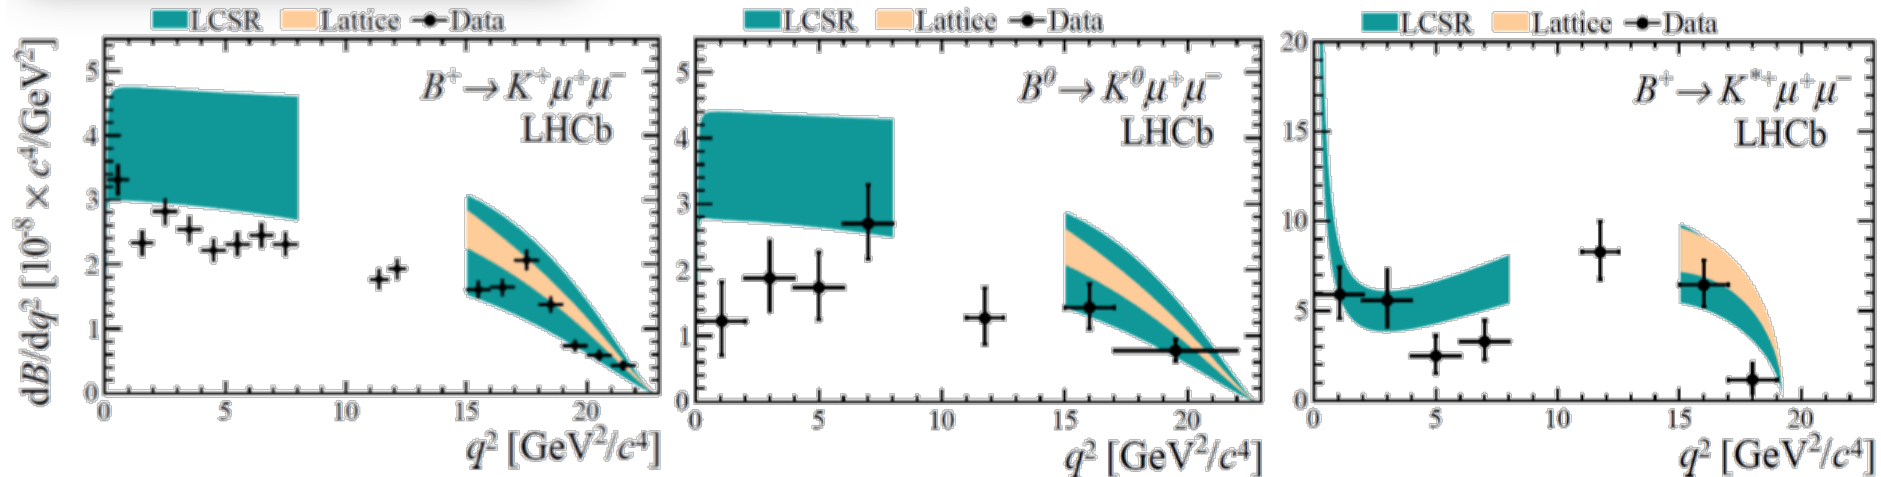 LCSR Lattice Data
dB/dq² [10⁻⁸ × c⁴/GeV²]
5
4
3
2
1
0
B⁺→K⁺μ⁺μ⁻
LHCb
0 5 10 15 20
q² [GeV²/c⁴]
LCSR Lattice Data
5
4
3
2
1
0
B⁰→K⁰μ⁺μ⁻
LHCb
0 5 10 15 20
q² [GeV²/c⁴]
LCSR Lattice Data
20
15
10
5
0
B⁺→K*⁺μ⁺μ⁻
LHCb
0 5 10 15 20
q² [GeV²/c⁴]